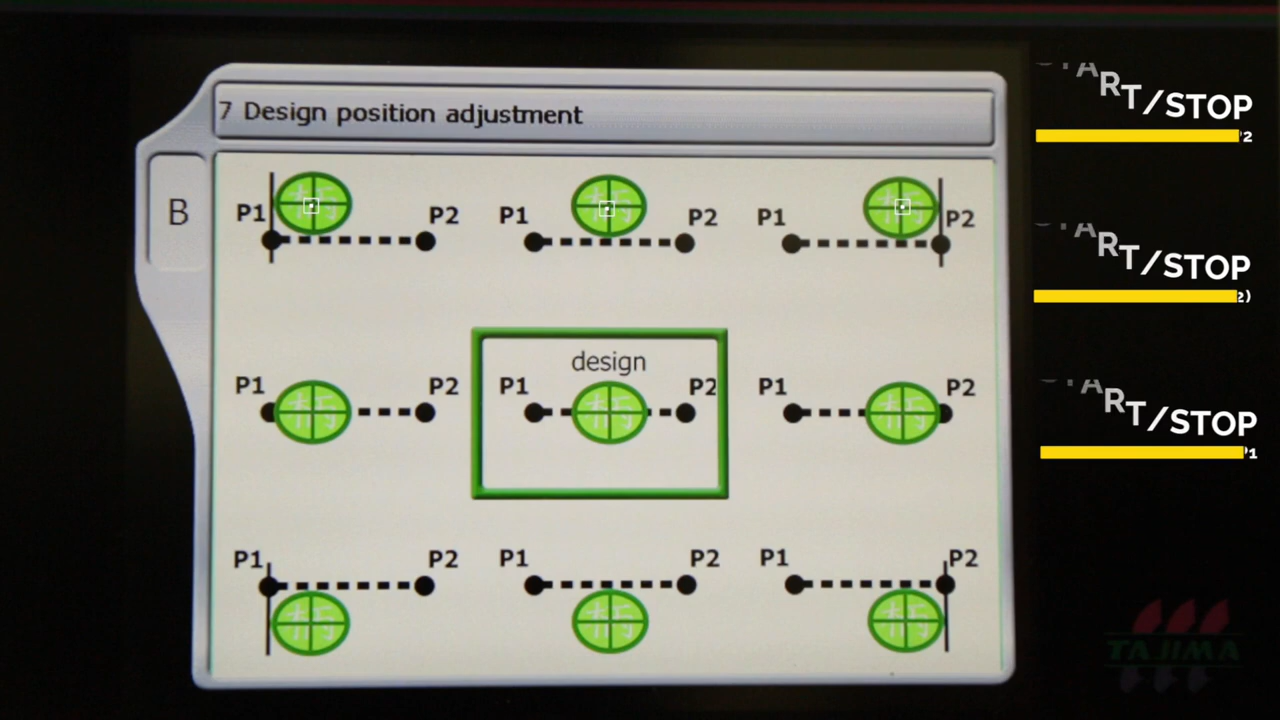 7 Design position adjustment
B
P1 P2 P1 P2 P1 P2
design
P1 P2 P1 P2 P1 P2
P1 P2 P1 P2 P1 P2
START/STOP
START/STOP
START/STOP
TAJIMA